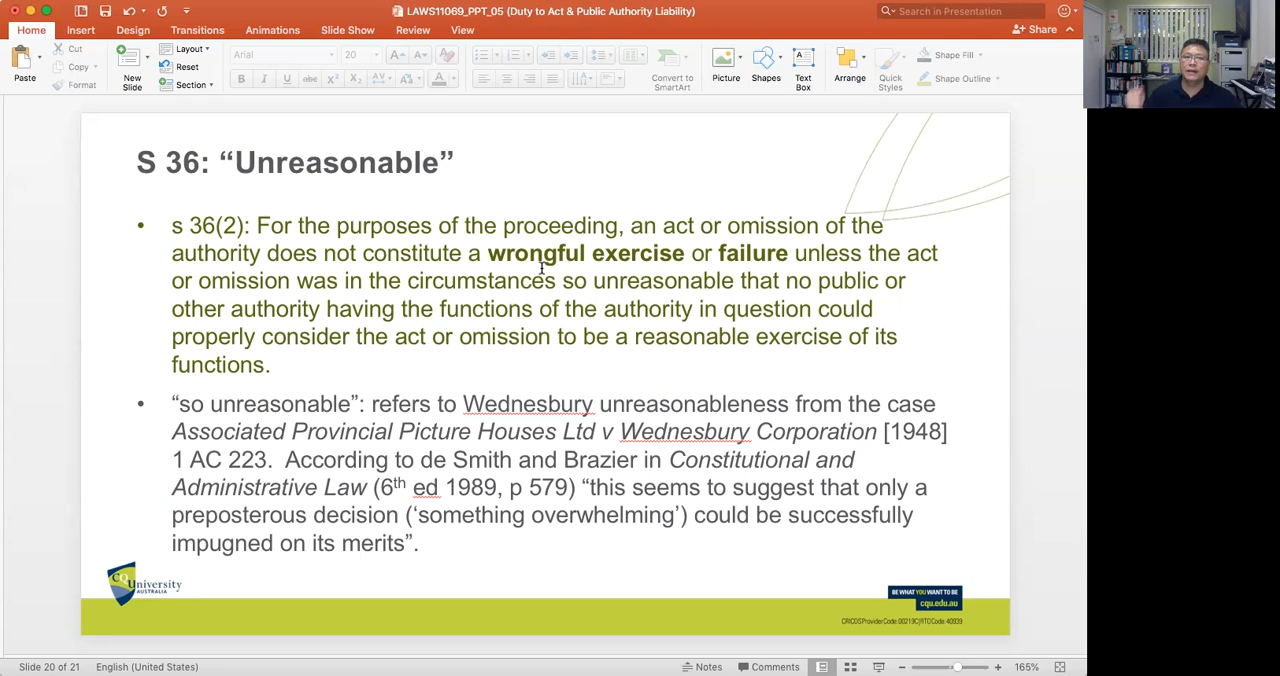 LAWS11069_PPT_05 (Duty to Act & Public Authority Liability)
Search in Presentation
Home Insert Design Transitions Animations Slide Show Review View
Share
Paste
Cut
Copy
Format
New
Slide
Layout
Reset
Section
Arial 20
Convert to
SmartArt
Picture
Shapes
Text
Box
Arrange
Quick
Styles
Shape Fill
Shape Outline
S 36: “Unreasonable”
• s 36(2): For the purposes of the proceeding, an act or omission of the
authority does not constitute a wrongful exercise or failure unless the act
or omission was in the circumstances so unreasonable that no public or
other authority having the functions of the authority in question could
properly consider the act or omission to be a reasonable exercise of its
functions.
• “so unreasonable”: refers to Wednesbury unreasonableness from the case
Associated Provincial Picture Houses Ltd v Wednesbury Corporation [1948]
1 AC 223. According to de Smith and Brazier in Constitutional and
Administrative Law (6th ed 1989, p 579) “this seems to suggest that only a
preposterous decision (‘something overwhelming’) could be successfully
impugned on its merits”.
CQUniversity
AUSTRALIA
BE WHAT YOU WANT TO BE
cqu.edu.au
CRICOS Provider Code: 00219C | RTO Code: 40939
Slide 20 of 21 English (United States) Notes Comments 165%